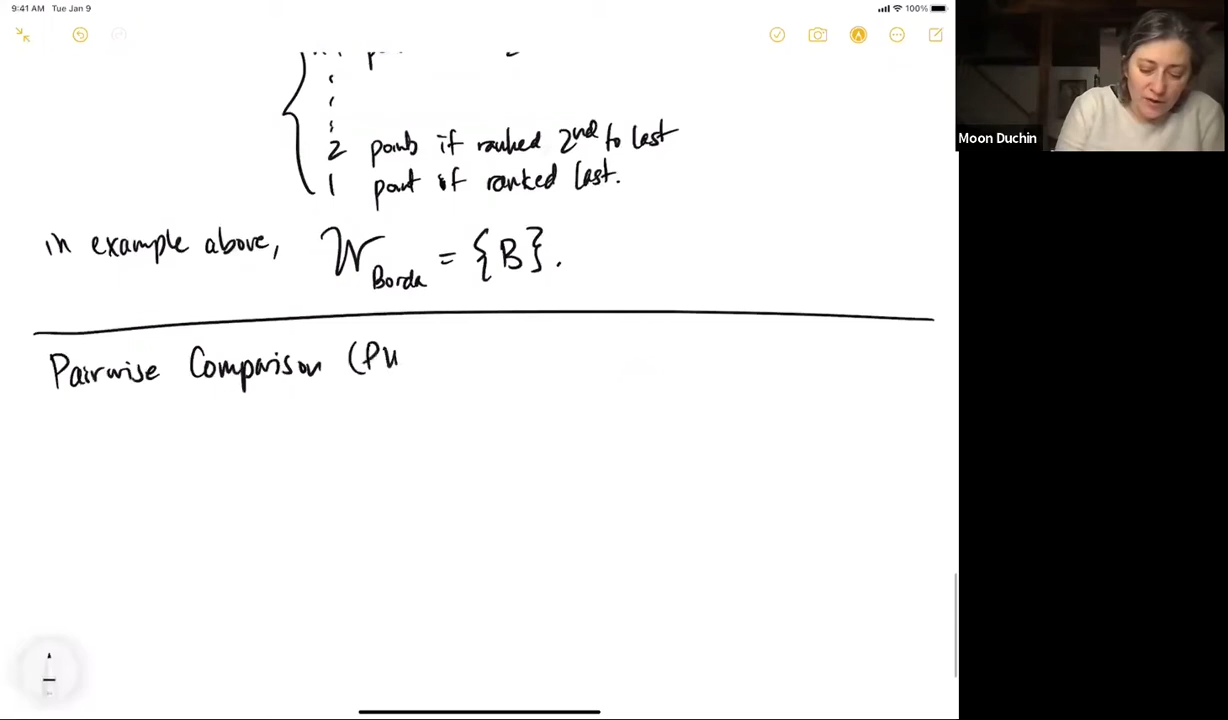 9:41 AM Tue Jan 9
100%
2 points if ranked 2nd to last
1 point if ranked last.
in example above, W Borda = {B}.
Pairwise Comparison (PW
Moon Duchin